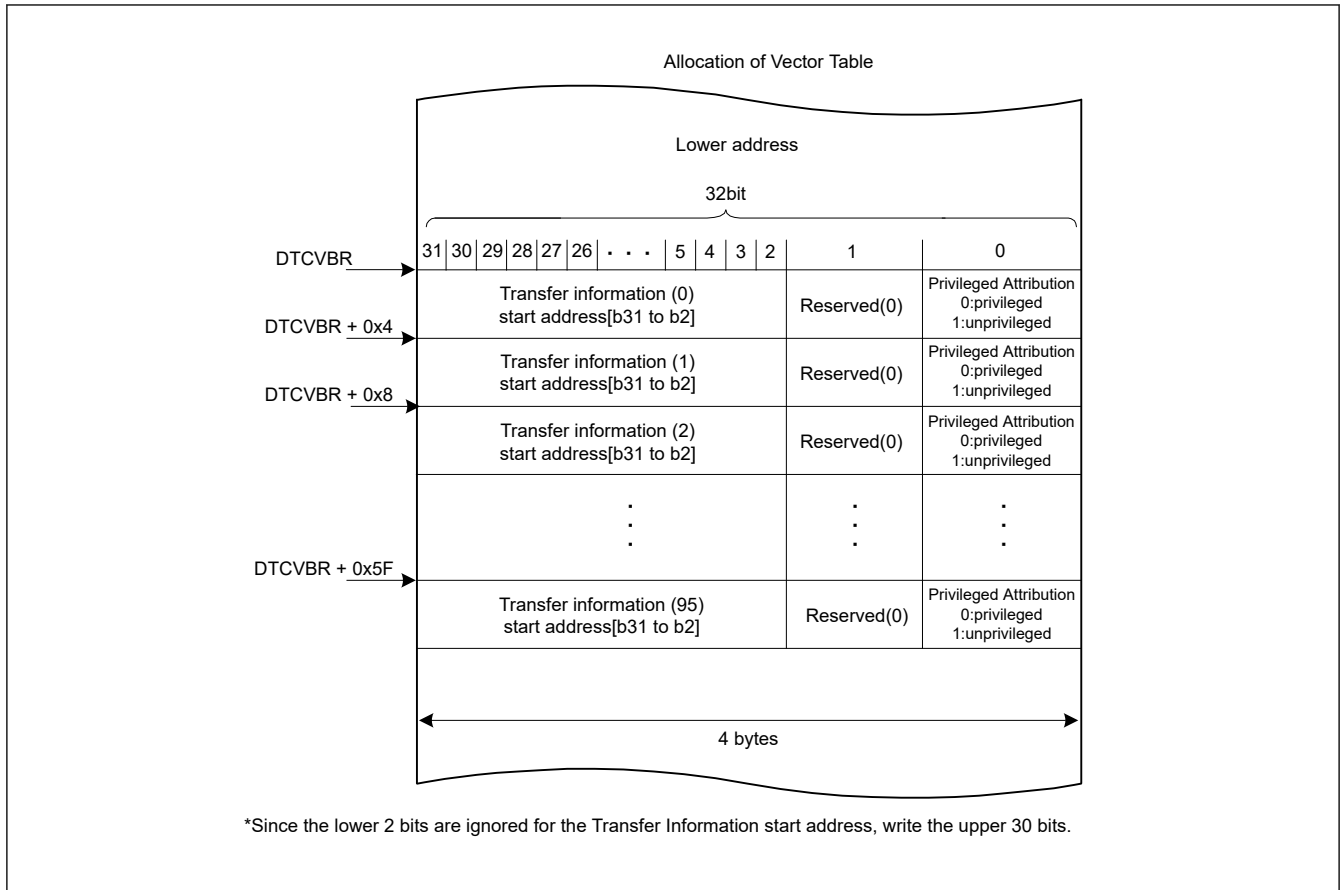 Allocation of Vector Table
Lower address
32bit
DTCVBR
31 30 29 28 27 26 . . . 5 4 3 2 1 0
Transfer information (0)
start address[b31 to b2]
Reserved(0)
Privileged Attribution
0:privileged
1:unprivileged
DTCVBR + 0x4
Transfer information (1)
start address[b31 to b2]
Reserved(0)
Privileged Attribution
0:privileged
1:unprivileged
DTCVBR + 0x8
Transfer information (2)
start address[b31 to b2]
Reserved(0)
Privileged Attribution
0:privileged
1:unprivileged
DTCVBR + 0x5F
Transfer information (95)
start address[b31 to b2]
Reserved(0)
Privileged Attribution
0:privileged
1:unprivileged
4 bytes
*Since the lower 2 bits are ignored for the Transfer Information start address, write the upper 30 bits.